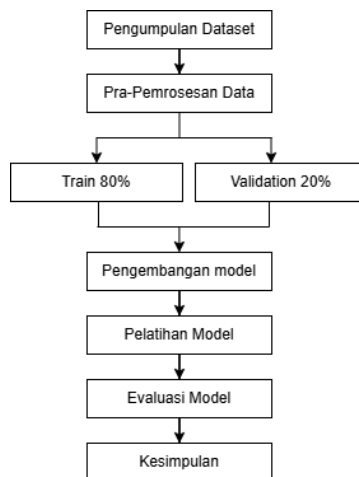 Pengumpulan Dataset
Pra-Pemrosesan Data
Train 80%
Validation 20%
Pengembangan model
Pelatihan Model
Evaluasi Model
Kesimpulan